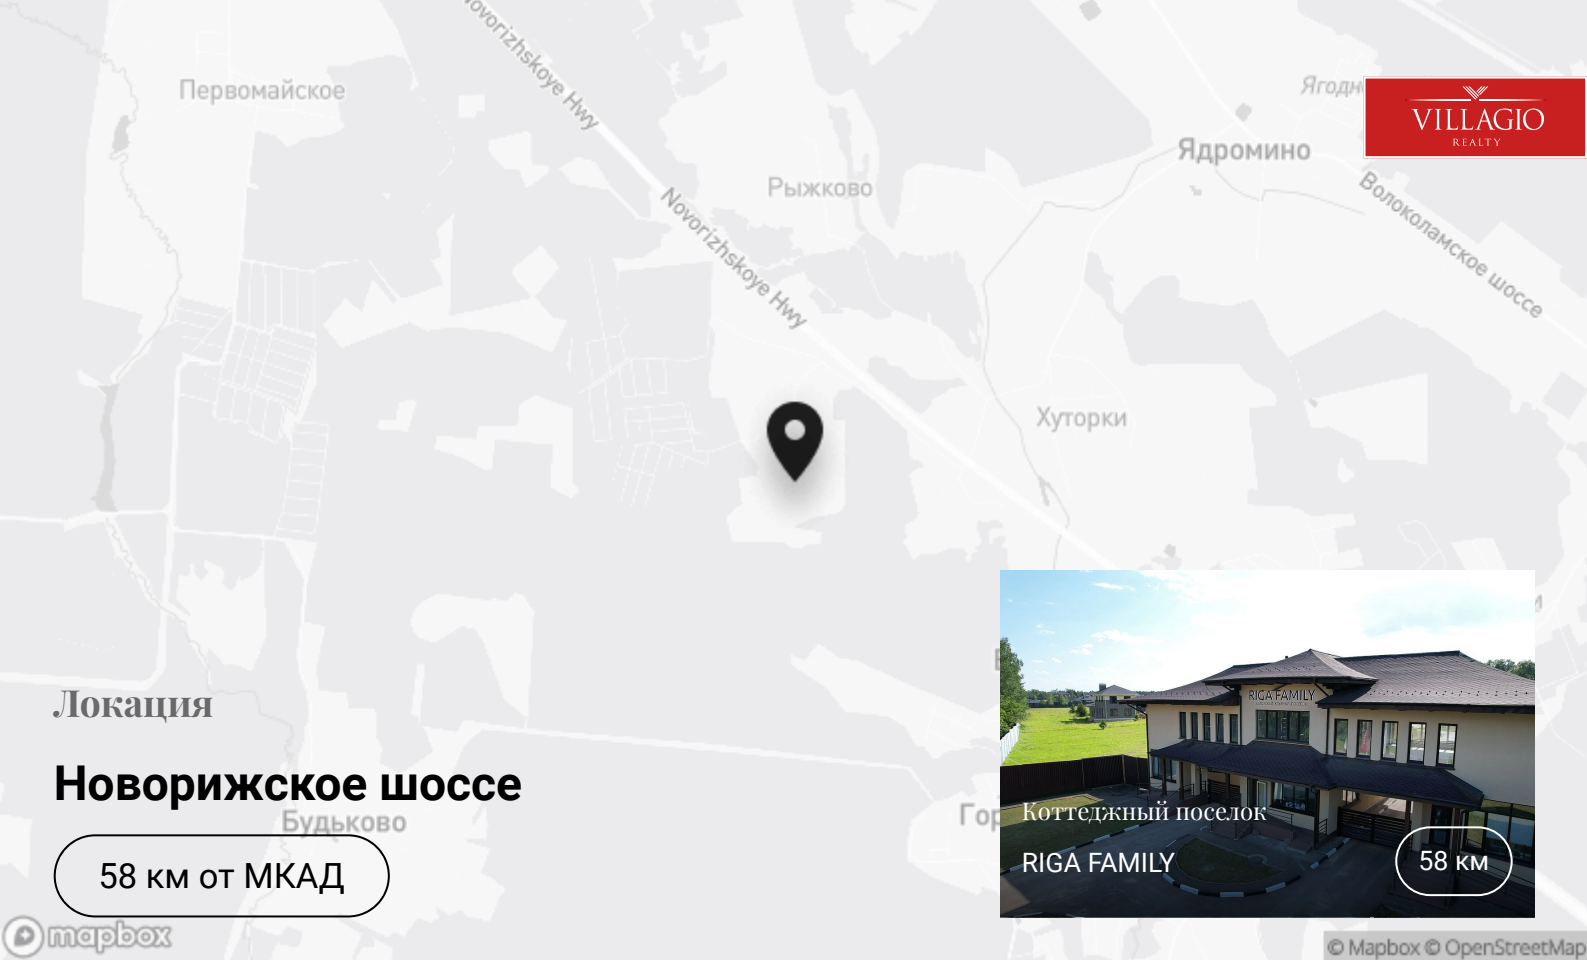 Novorizhskoye Hwy
Первомайское
VILLAGIO
REALTY
Ядромино
Рыжково
Волоколамское шоссе
Novorizhskoye Hwy
Хуторки
RIGA FAMILY
Локация
Новорижское шоссе
Будьково
58 км от МКАД
Коттеджный поселок
RIGA FAMILY
58 км
mapbox
© Mapbox © OpenStreetMap